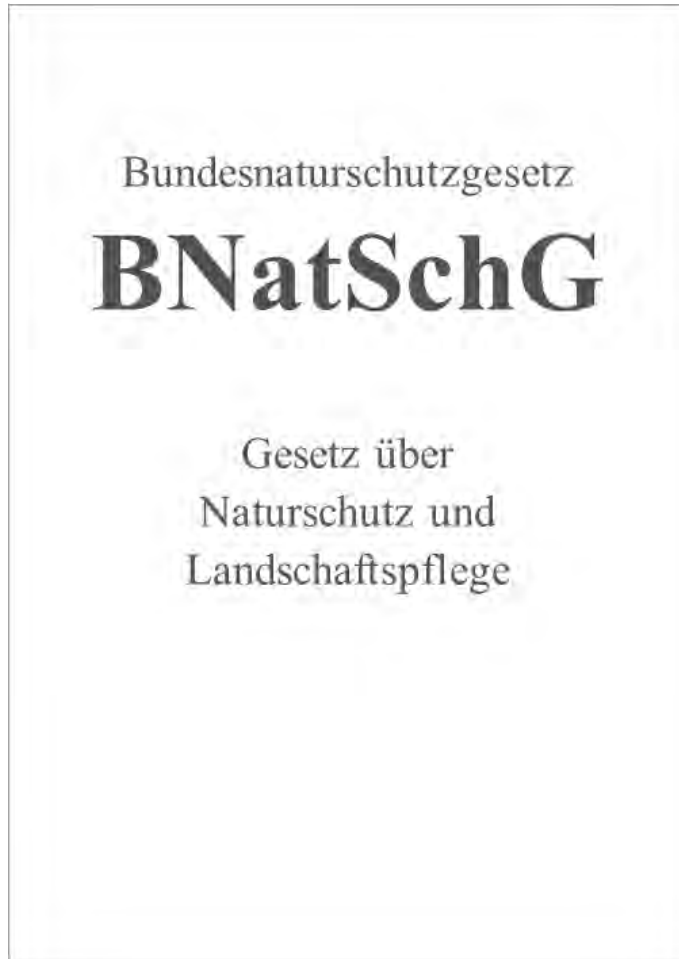 Bundesnaturschutzgesetz
BNatSchG
Gesetz über
Naturschutz und
Landschaftspflege